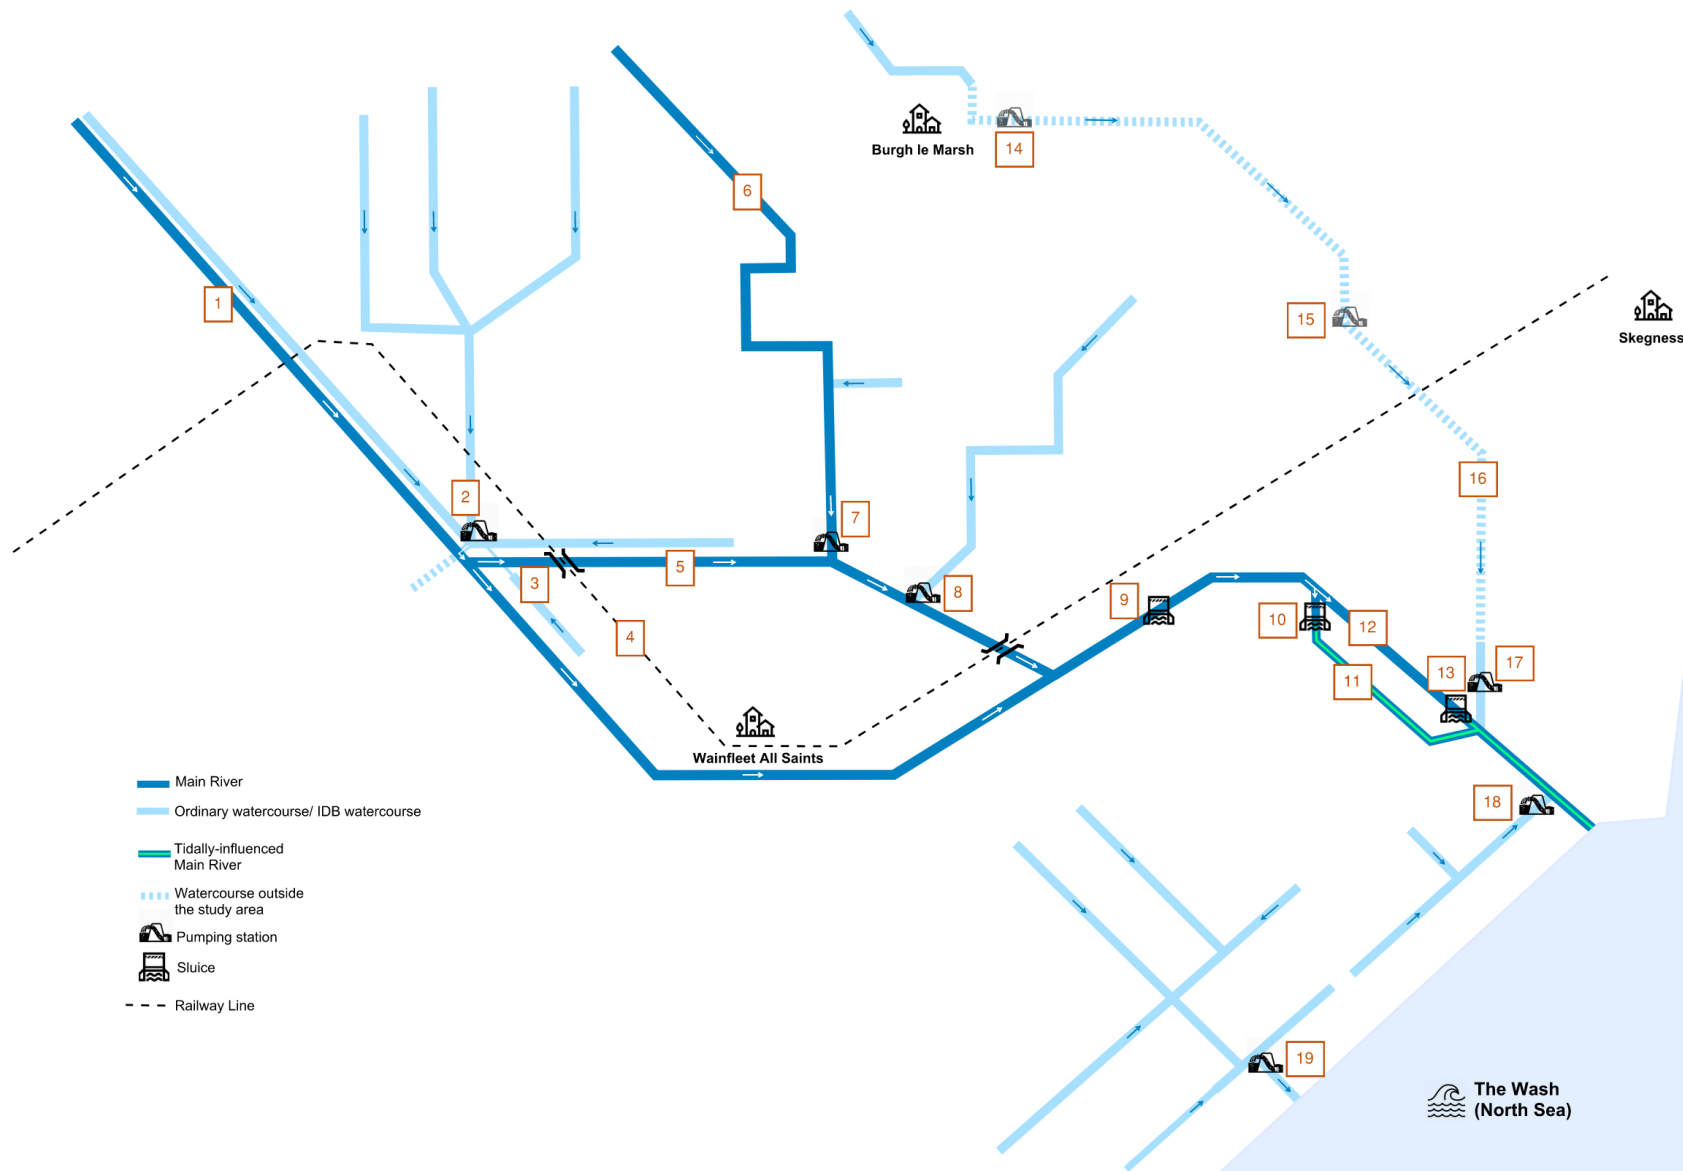 14
Burgh le Marsh
6
1
15
Skegness
2
16
7
5
3
8
9
10
12
4
11
13
17
Wainfleet All Saints
18
Main River
Ordinary watercourse/ IDB watercourse
Tidally-influenced
Main River
Watercourse outside
the study area
Pumping station
Sluice
Railway Line
19
The Wash
(North Sea)